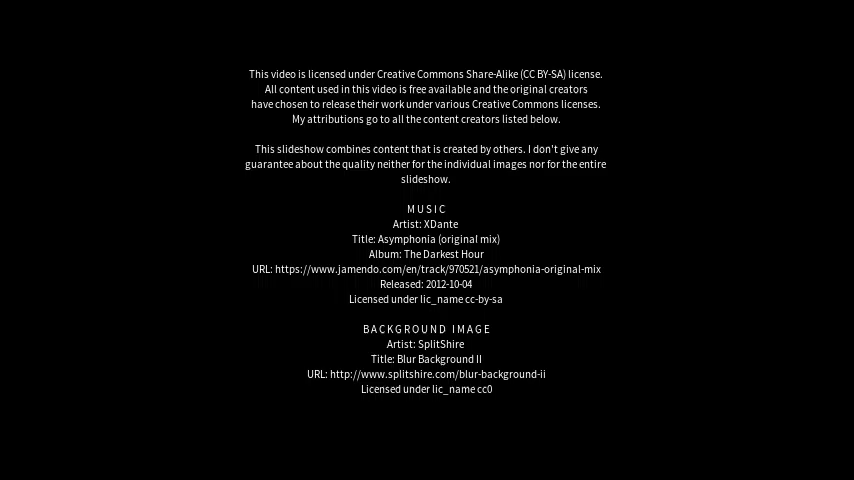 This video is licensed under Creative Commons Share-Alike (CC BY-SA) license.
All content used in this video is free available and the original creators
have chosen to release their work under various Creative Commons licenses.
My attributions go to all the content creators listed below.
This slideshow combines content that is created by others. I don't give any
guarantee about the quality neither for the individual images nor for the entire
slideshow.
MUSIC
Artist: XDante
Title: Asymphonia (original mix)
Album: The Darkest Hour
URL: https://www.jamendo.com/en/track/970521/asymphonia-original-mix
Released: 2012-10-04
Licensed under lic_name cc-by-sa
BACKGROUND IMAGE
Artist: SplitShire
Title: Blur Background II
URL: http://www.splitshire.com/blur-background-ii
Licensed under lic_name cc0